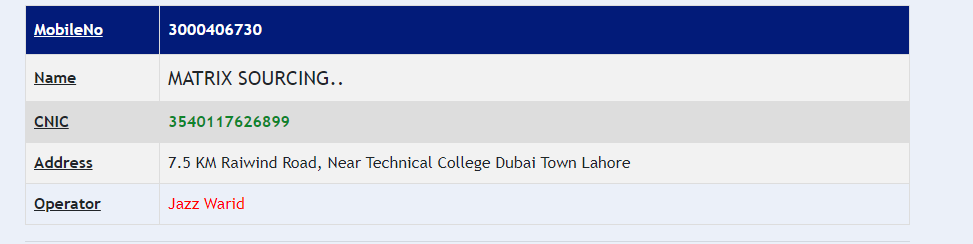 MobileNo 3000406730
Name MATRIX SOURCING..
CNIC 3540117626899
Address 7.5 KM Raiwind Road, Near Technical College Dubai Town Lahore
Operator Jazz Warid